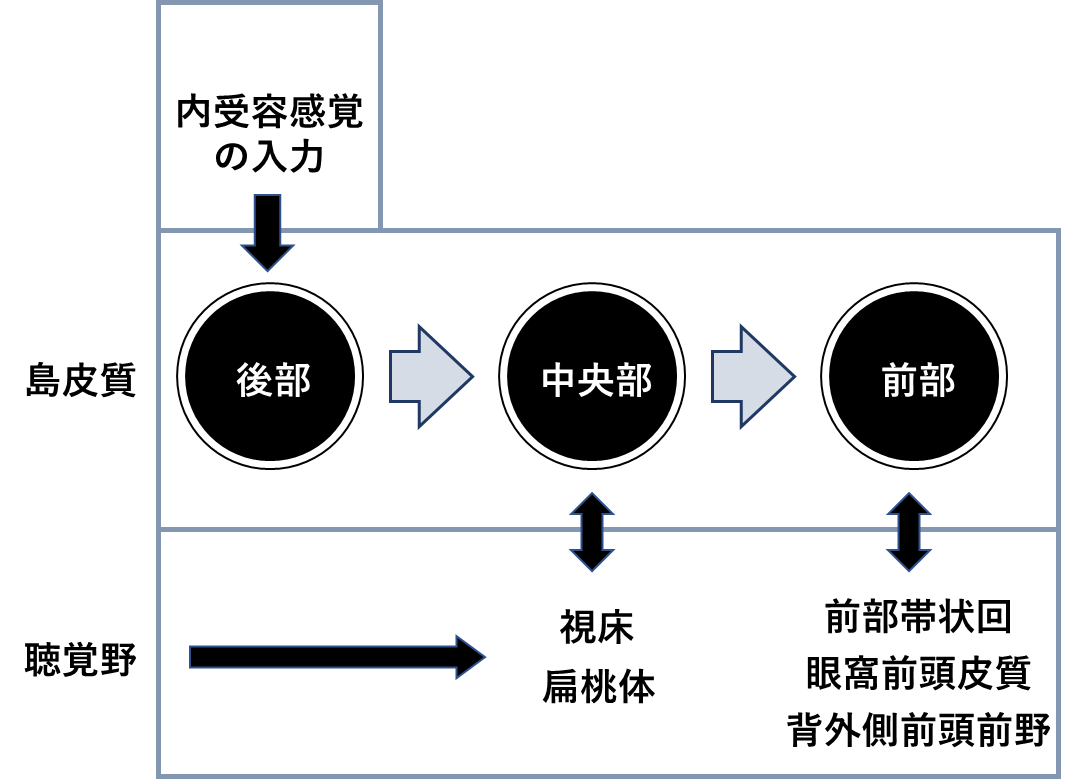 内受容感覚
の入力
島皮質
後部
中央部
前部
聴覚野
視床
扁桃体
前部帯状回
眼窩前頭皮質
背外側前頭前野